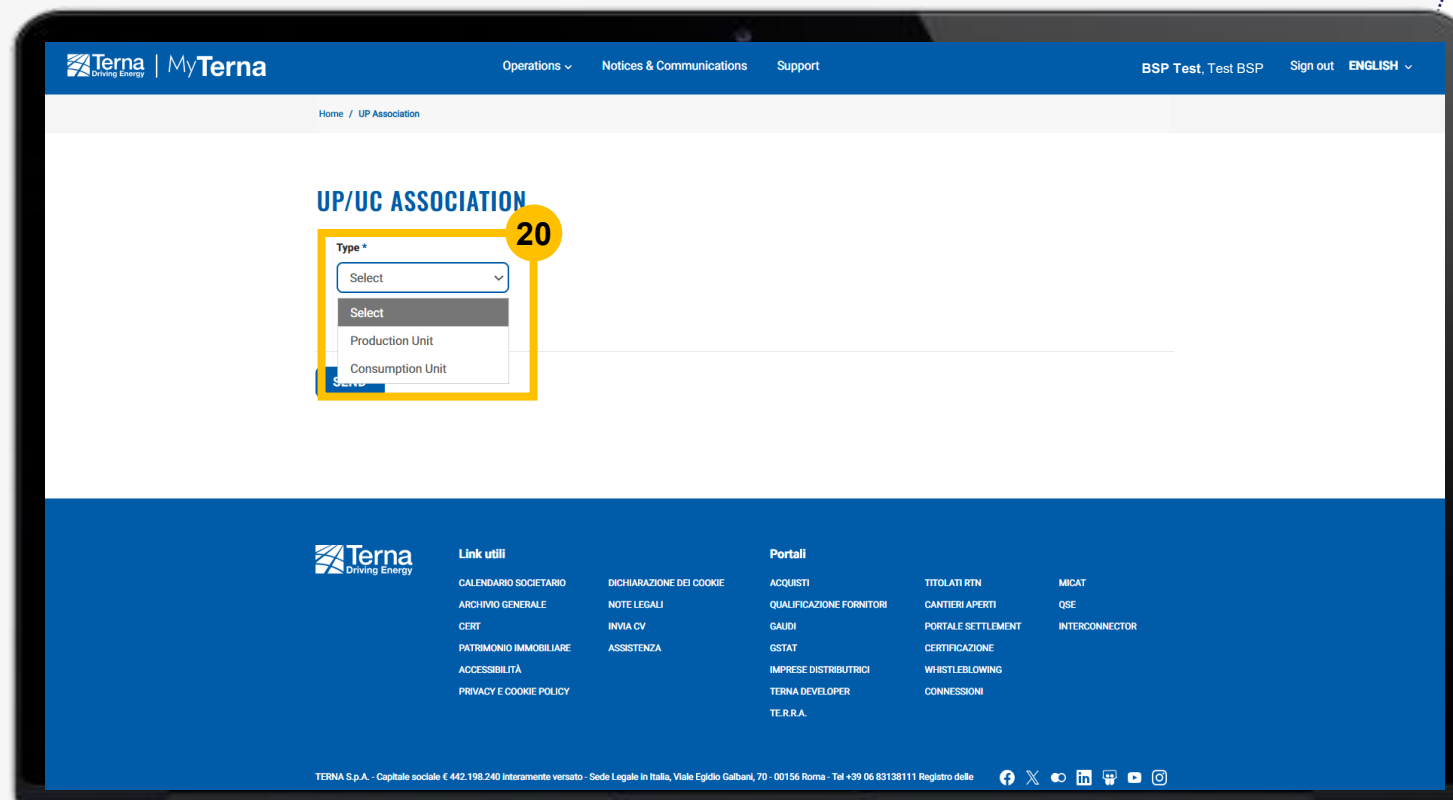 Terna
Driving Energy
MyTerna
Operations
Notices & Communications
Support
BSP Test, Test BSP
Sign out
ENGLISH
Home / UP Association
UP/UC ASSOCIATION
20
Type *
Select
Select
Production Unit
Consumption Unit
SEND
Terna
Driving Energy
Link utili
CALENDARIO SOCIETARIO
ARCHIVIO GENERALE
CERT
PATRIMONIO IMMOBILIARE
ACCESSIBILITÀ
PRIVACY E COOKIE POLICY
DICHIARAZIONE DEI COOKIE
NOTE LEGALI
INVIA CV
ASSISTENZA
Portali
ACQUISTI
QUALIFICAZIONE FORNITORI
GAUDI
GSTAT
IMPRESE DISTRIBUTRICI
TERNA DEVELOPER
TE.R.R.A.
TITOLATI RTN
CANTIERI APERTI
PORTALE SETTLEMENT
CERTIFICAZIONE
WHISTLEBLOWING
CONNESSIONI
MICAT
QSE
INTERCONNECTOR
TERNA S.p.A. - Capitale sociale € 442.198.240 interamente versato - Sede Legale in Italia, Viale Egidio Galbani, 70 - 00156 Roma - Tel +39 06 83138111 Registro delle